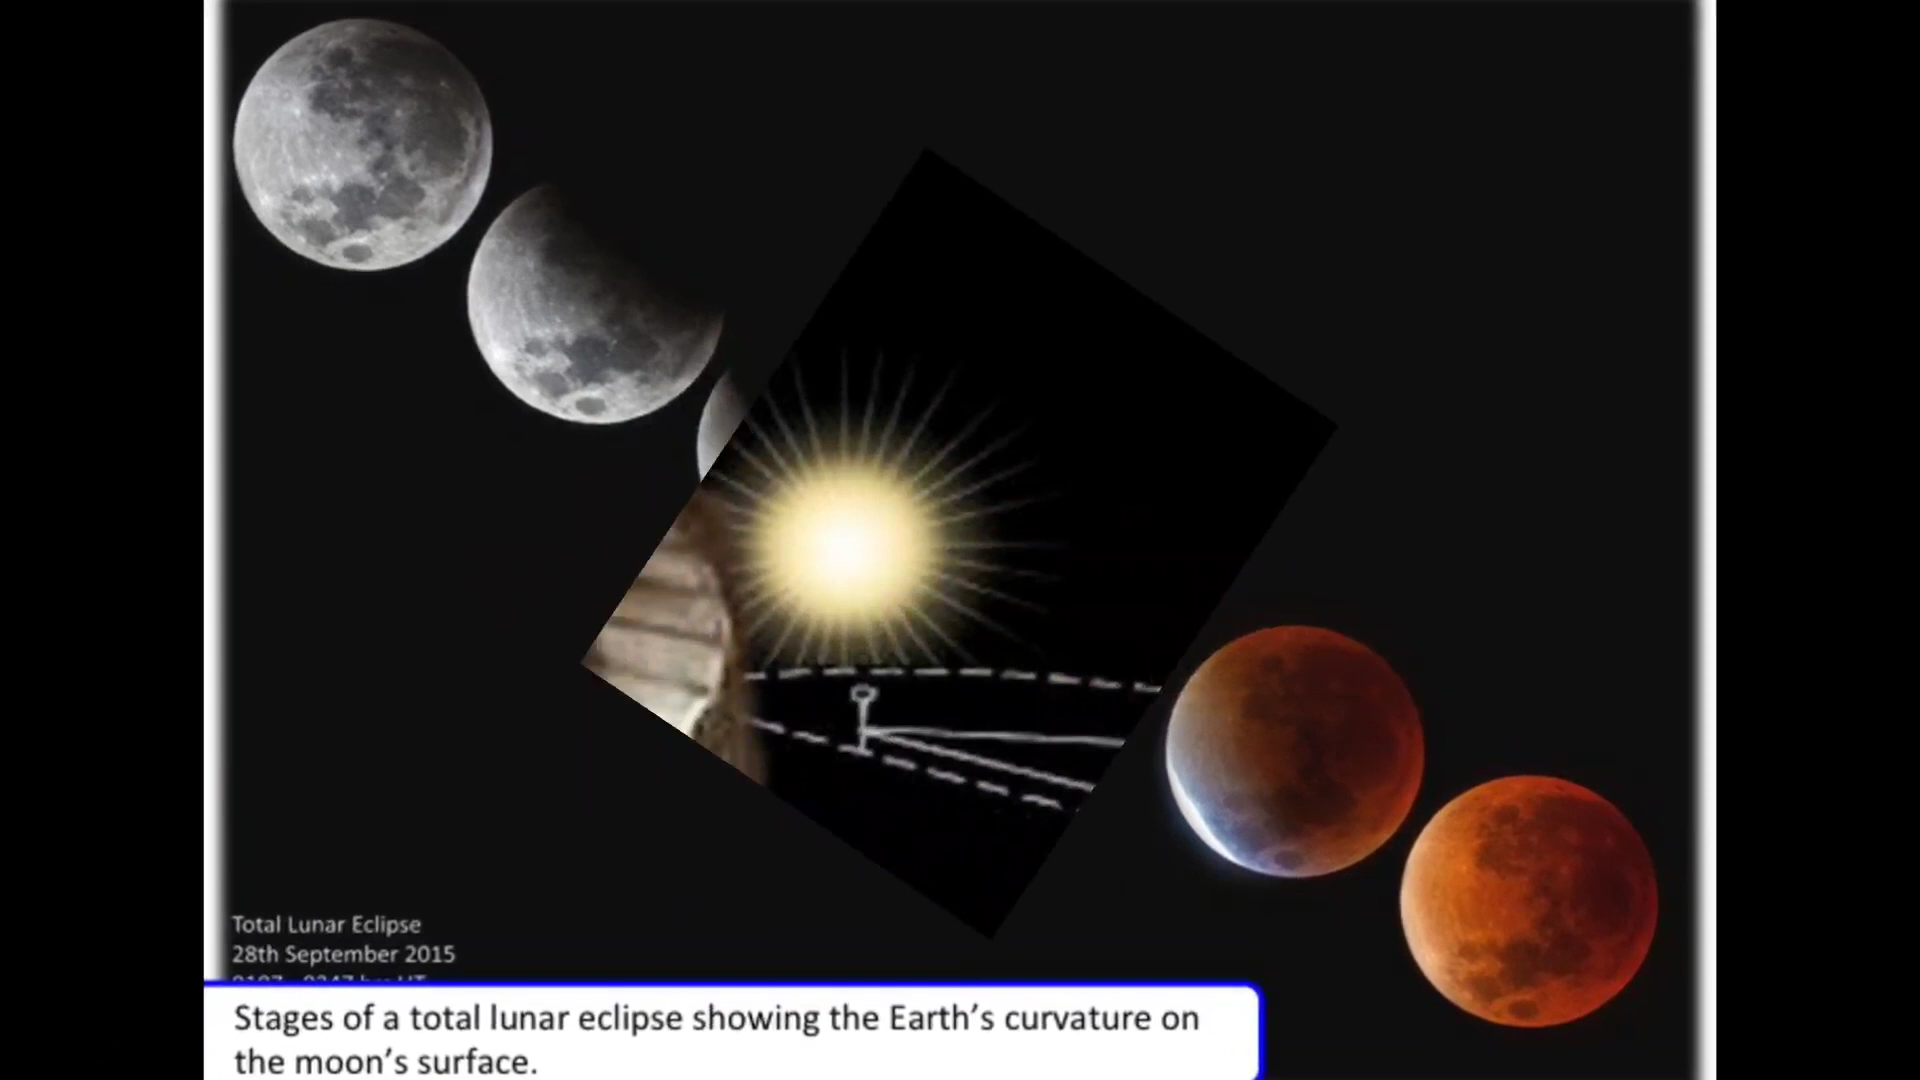 Total Lunar Eclipse
28th September 2015
Stages of a total lunar eclipse showing the Earth's curvature on
the moon's surface.